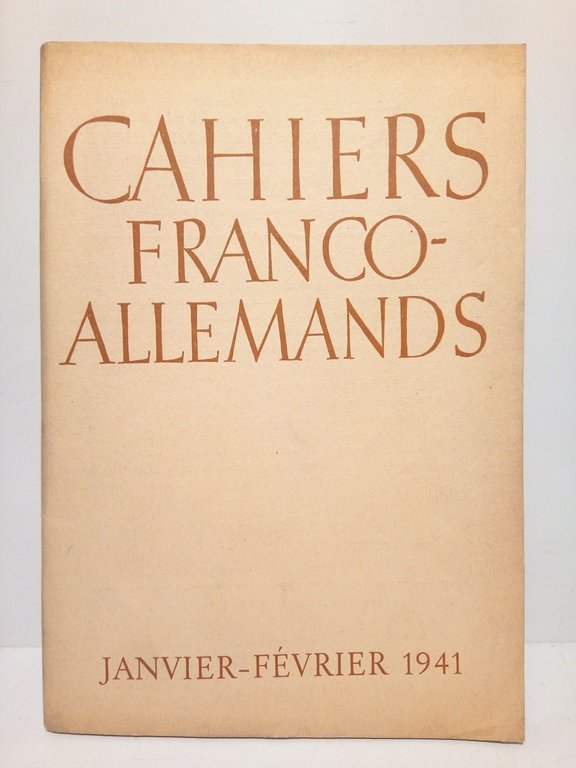 CAHIERS
FRANCO-
ALLEMANDS
JANVIER-FÉVRIER 1941